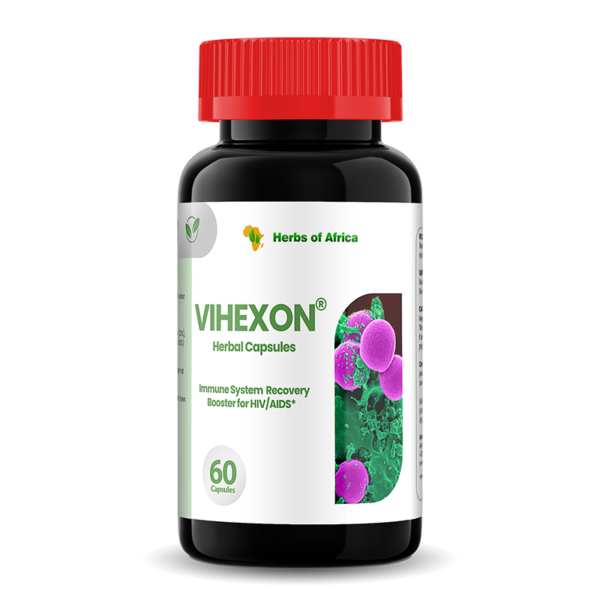 Herbs of Africa
VIHEXON®
Herbal Capsules
Immune System Recovery
Booster for HIV/AIDS*
60
Capsules